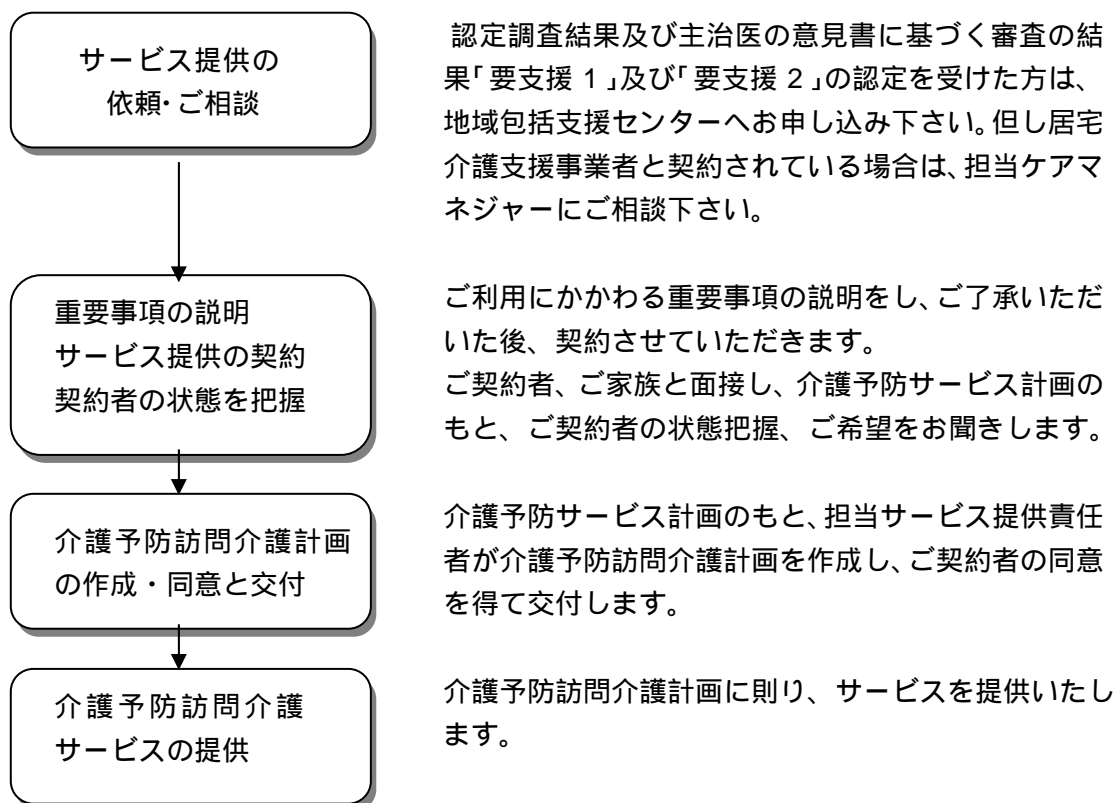 サービス提供の
依頼・ご相談
認定調査結果及び主治医の意見書に基づく審査の結
果「要支援１」及び「要支援２」の認定を受けた方は、
地域包括支援センターへお申し込み下さい。但し居宅
介護支援事業者と契約されている場合は、担当ケアマ
ネジャーにご相談下さい。
重要事項の説明
サービス提供の契約
契約者の状態を把握
ご利用にかかわる重要事項の説明をし、ご了承いただ
いた後、契約させていただきます。
ご契約者、ご家族と面接し、介護予防サービス計画の
もと、ご契約者の状態把握、ご希望をお聞きします。
介護予防訪問介護計画
の作成・同意と交付
介護予防サービス計画のもと、担当サービス提供責任
者が介護予防訪問介護計画を作成し、ご契約者の同意
を得て交付します。
介護予防訪問介護
サービスの提供
介護予防訪問介護計画に則り、サービスを提供いたし
ます。